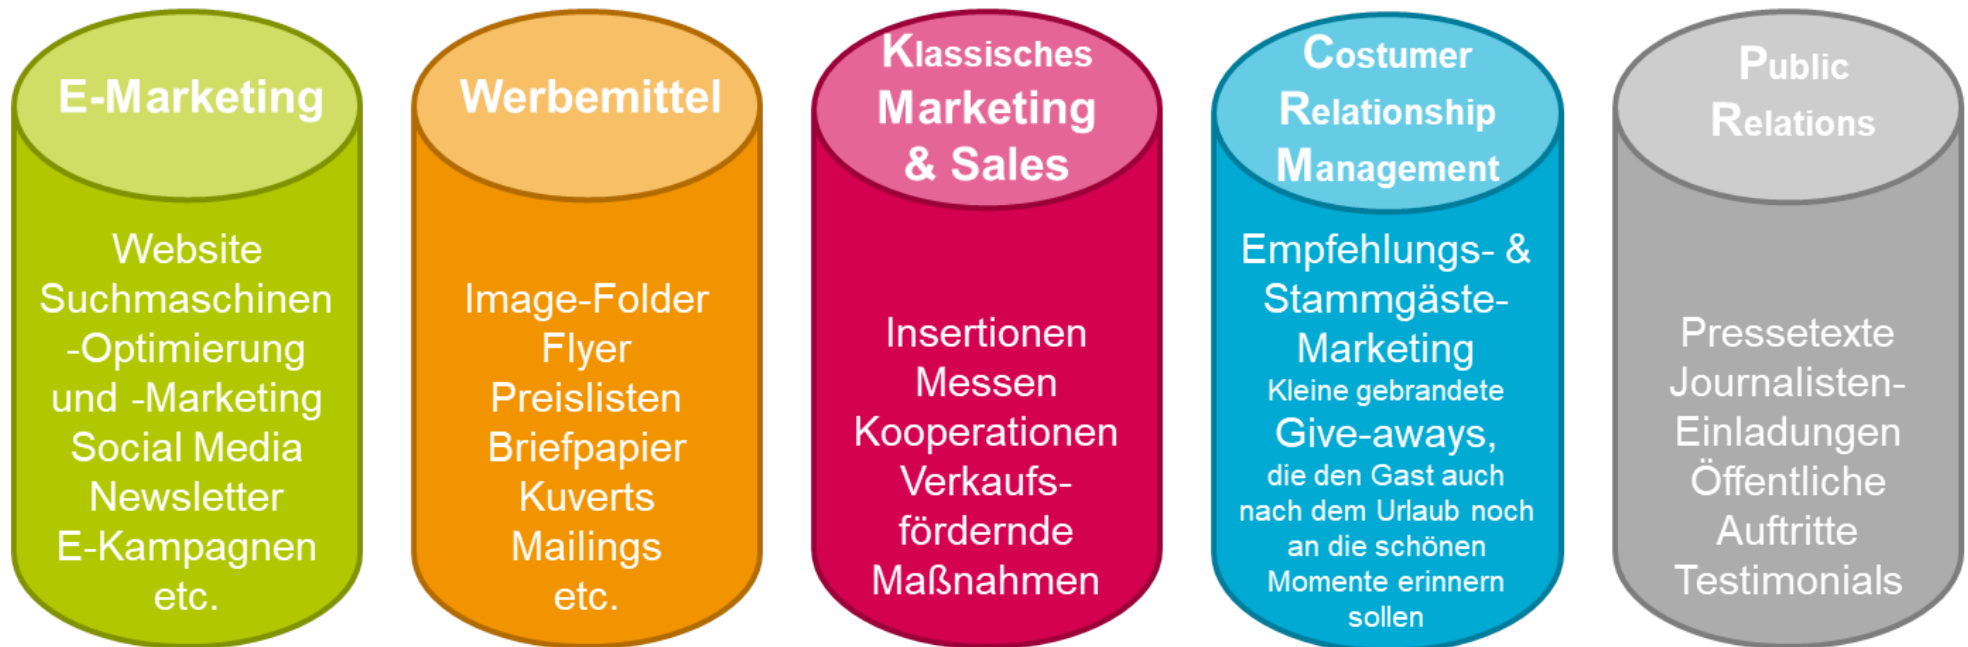 E-Marketing
Website
Suchmaschinen
-Optimierung
und -Marketing
Social Media
Newsletter
E-Kampagnen
etc.
Werbemittel
Image-Folder
Flyer
Preislisten
Briefpapier
Kuverts
Mailings
etc.
Klassisches
Marketing
& Sales
Insertionen
Messen
Kooperationen
Verkaufs-
fördernde
Maßnahmen
Costumer
Relationship
Management
Empfehlungs- &
Stammgäste-
Marketing
Kleine gebrandete
Give-aways,
die den Gast auch
nach dem Urlaub noch
an die schönen
Momente erinnern
sollen
Public
Relations
Pressetexte
Journalisten-
Einladungen
Öffentliche
Auftritte
Testimonials